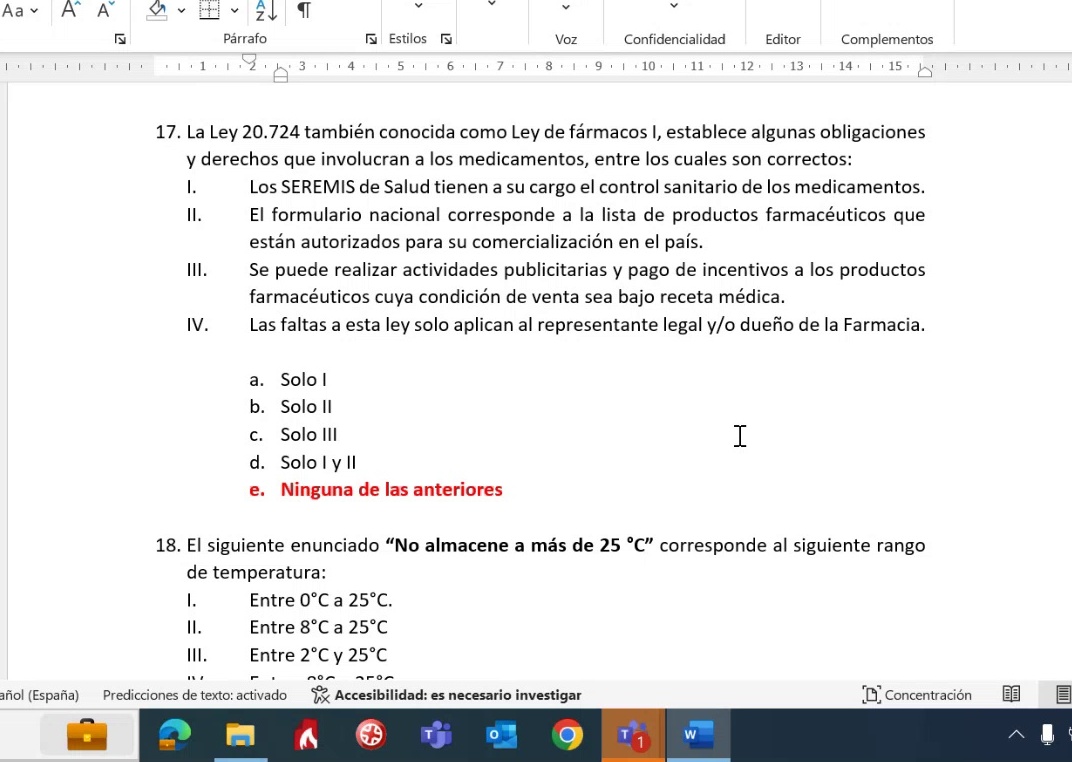 Aa A A A Z ¶
Párrafo Estilos Voz Confidencialidad Editor Complementos
1 2 3 4 5 6 7 8 9 10 11 12 13 14 15
17. La Ley 20.724 también conocida como Ley de fármacos I, establece algunas obligaciones
y derechos que involucran a los medicamentos, entre los cuales son correctos:
I. Los SEREMIS de Salud tienen a su cargo el control sanitario de los medicamentos.
II. El formulario nacional corresponde a la lista de productos farmacéuticos que
están autorizados para su comercialización en el país.
III. Se puede realizar actividades publicitarias y pago de incentivos a los productos
farmacéuticos cuya condición de venta sea bajo receta médica.
IV. Las faltas a esta ley solo aplican al representante legal y/o dueño de la Farmacia.
a. Solo I
b. Solo II
c. Solo III
d. Solo I y II
e. Ninguna de las anteriores
18. El siguiente enunciado “No almacene a más de 25 °C” corresponde al siguiente rango
de temperatura:
I. Entre 0°C a 25°C.
II. Entre 8°C a 25°C
III. Entre 2°C y 25°C
añol (España) Predicciones de texto: activado Accesibilidad: es necesario investigar Concentración
T 1 W